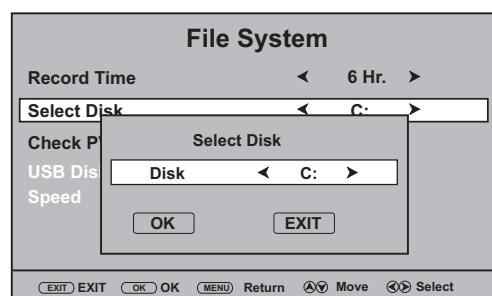 File System
Record Time 6 Hr.
Select Disk C:
Check
USB
Speed
Select Disk
Disk C:
OK EXIT
EXIT EXIT OK OK MENU Return Move Select